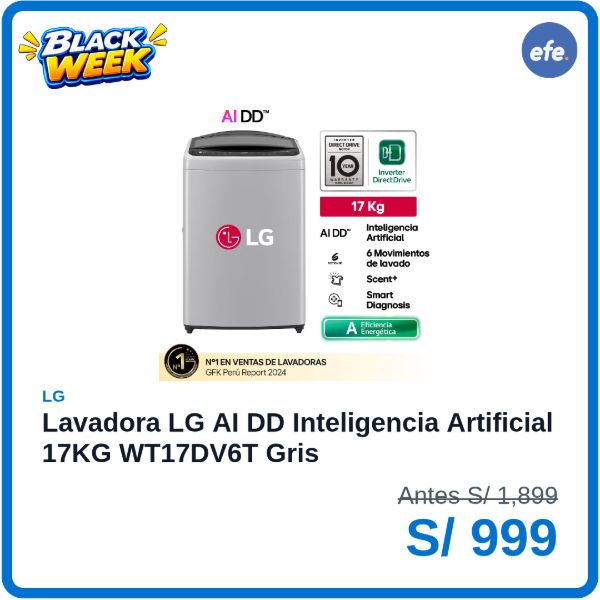 BLACK
WEEK
efe.
AI DD™
INVERTER
DIRECT DRIVE
MOTOR
10 YEAR
WARRANTY
Inverter
DirectDrive
17 Kg
AI DD™ Inteligencia
Artificial
6 Movimientos
de lavado
Scent+
Smart
Diagnosis
A Eficiencia
Energética
LG
N°1
N°1 EN VENTAS DE LAVADORAS
GFK Perú Report 2024
LG
Lavadora LG AI DD Inteligencia Artificial
17KG WT17DV6T Gris
Antes S/ 1,899
S/ 999